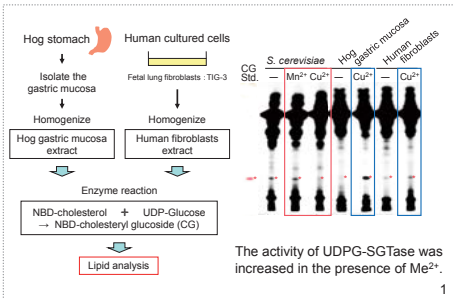 Hog stomach
Human cultured cells
Fetal lung fibroblasts : TIG-3
Isolate the
gastric mucosa
Homogenize
Homogenize
Hog gastric mucosa
extract
Human fibroblasts
extract
Enzyme reaction
NBD-cholesterol + UDP-Glucose
→ NBD-cholesteryl glucoside (CG)
Lipid analysis
CG
Std.
S. cerevisiae
Hog
gastric mucosa
Human
fibroblasts
— Mn²⁺ Cu²⁺ — Cu²⁺ — Cu²⁺
The activity of UDPG-SGTase was
increased in the presence of Me²⁺.
1